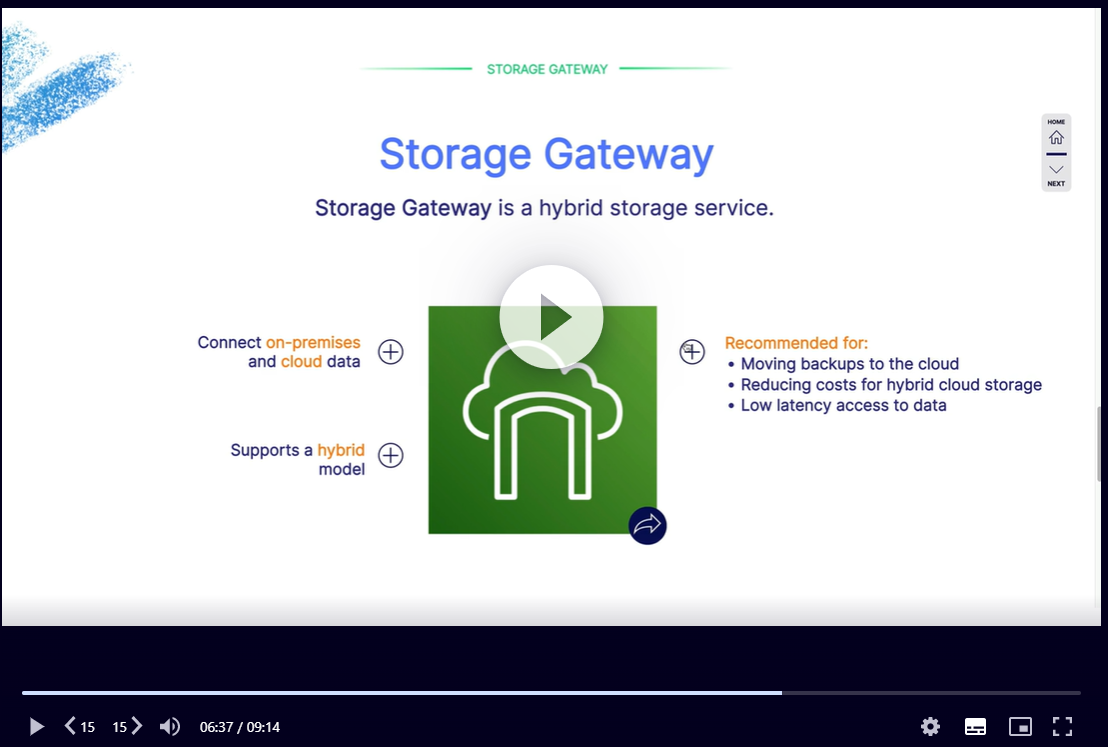 STORAGE GATEWAY
HOME
NEXT
Storage Gateway
Storage Gateway is a hybrid storage service.
Connect on-premises
and cloud data
Supports a hybrid
model
Recommended for:
• Moving backups to the cloud
• Reducing costs for hybrid cloud storage
• Low latency access to data
15
15
06:37 / 09:14